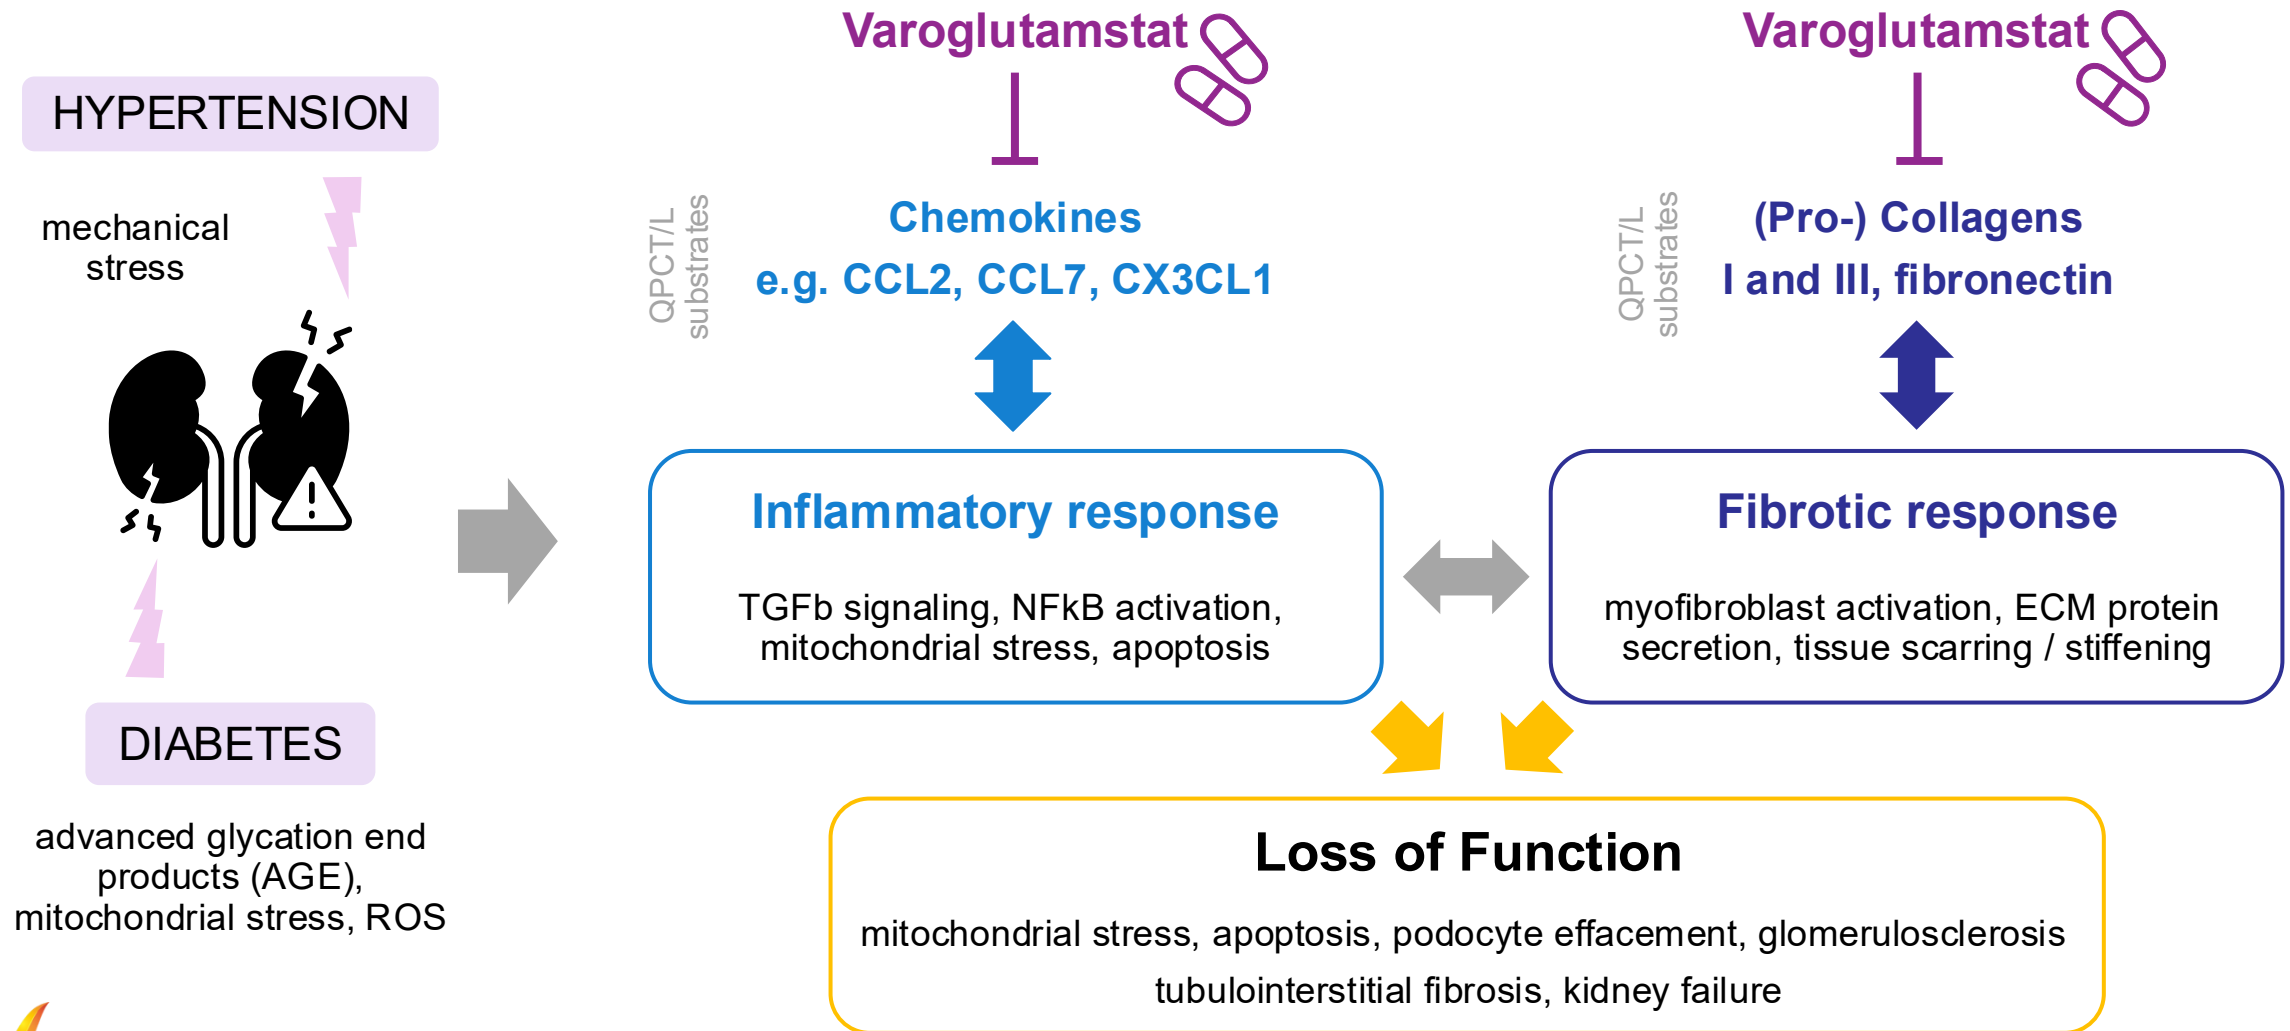 HYPERTENSION
mechanical
stress
DIABETES
advanced glycation end
products (AGE),
mitochondrial stress, ROS
Varoglutamstat
QPCT/L
substrates
Chemokines
e.g. CCL2, CCL7, CX3CL1
Inflammatory response
TGFb signaling, NFkB activation,
mitochondrial stress, apoptosis
Varoglutamstat
QPCT/L
substrates
(Pro-) Collagens
I and III, fibronectin
Fibrotic response
myofibroblast activation, ECM protein
secretion, tissue scarring / stiffening
Loss of Function
mitochondrial stress, apoptosis, podocyte effacement, glomerulosclerosis
tubulointerstitial fibrosis, kidney failure